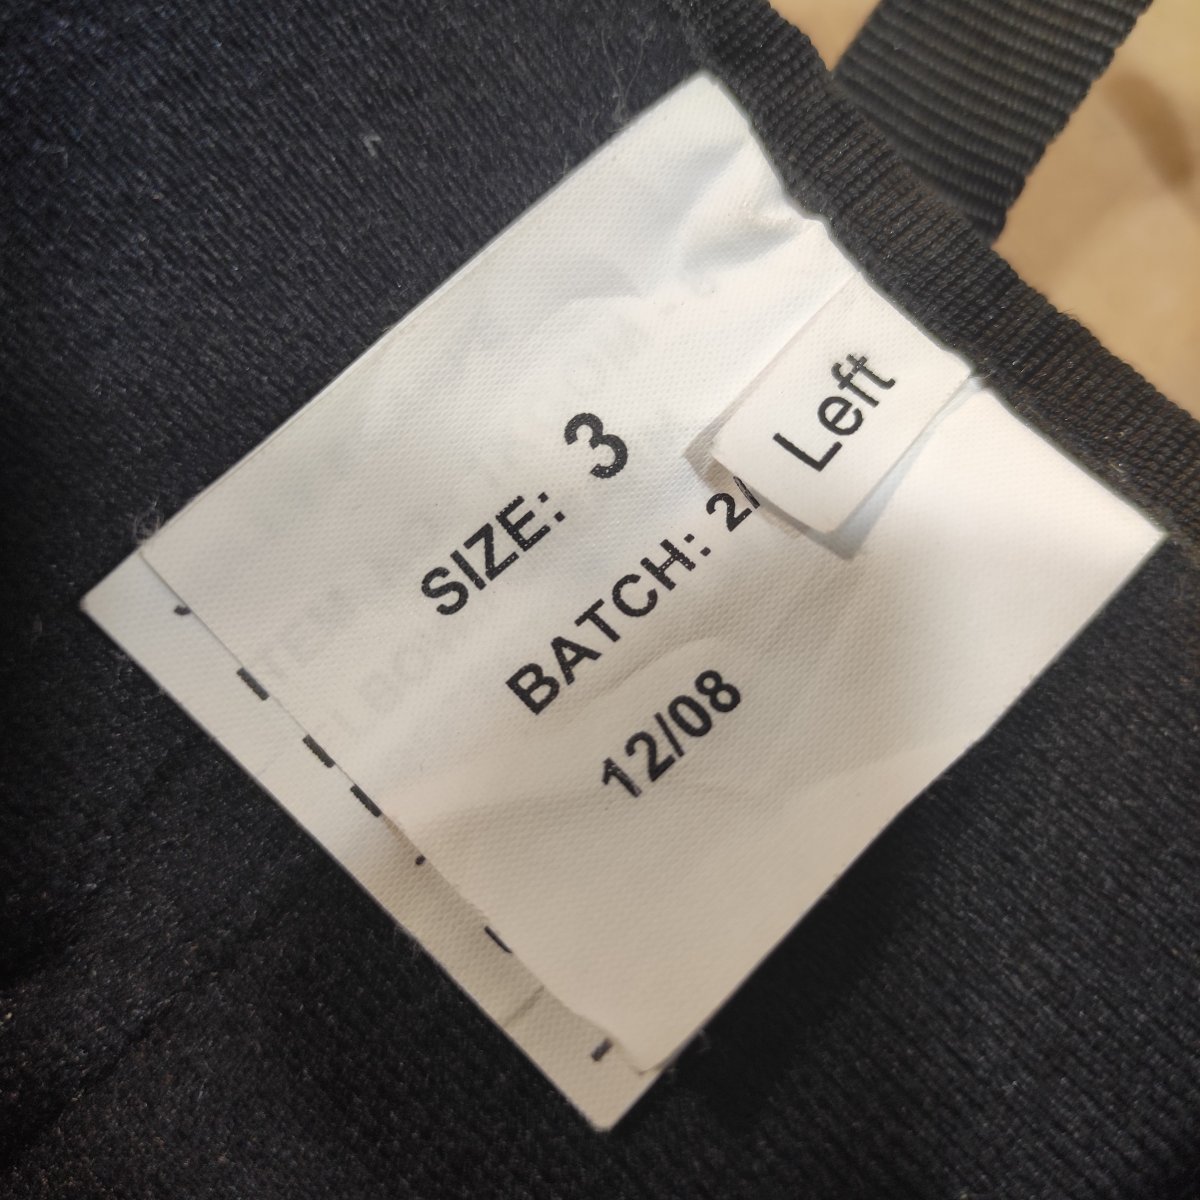 SIZE: 3
BATCH: 2/
12/08
Left